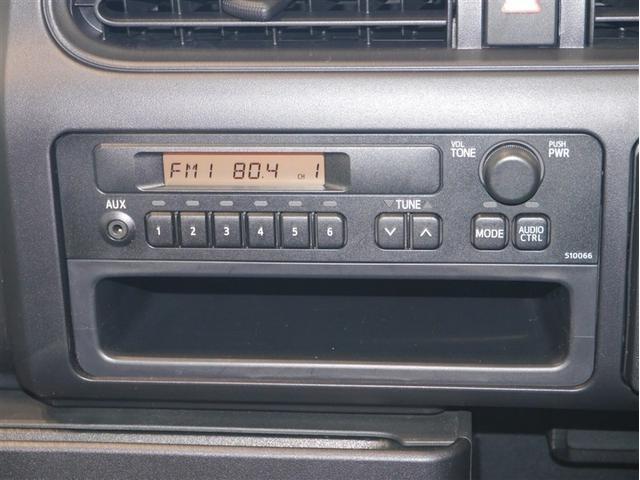 FM1 80.4 CH 1
VOL TONE
PUSH PWR
AUX
▽ TUNE △
1 2 3 4 5 6
MODE
AUDIO CTRL
510066